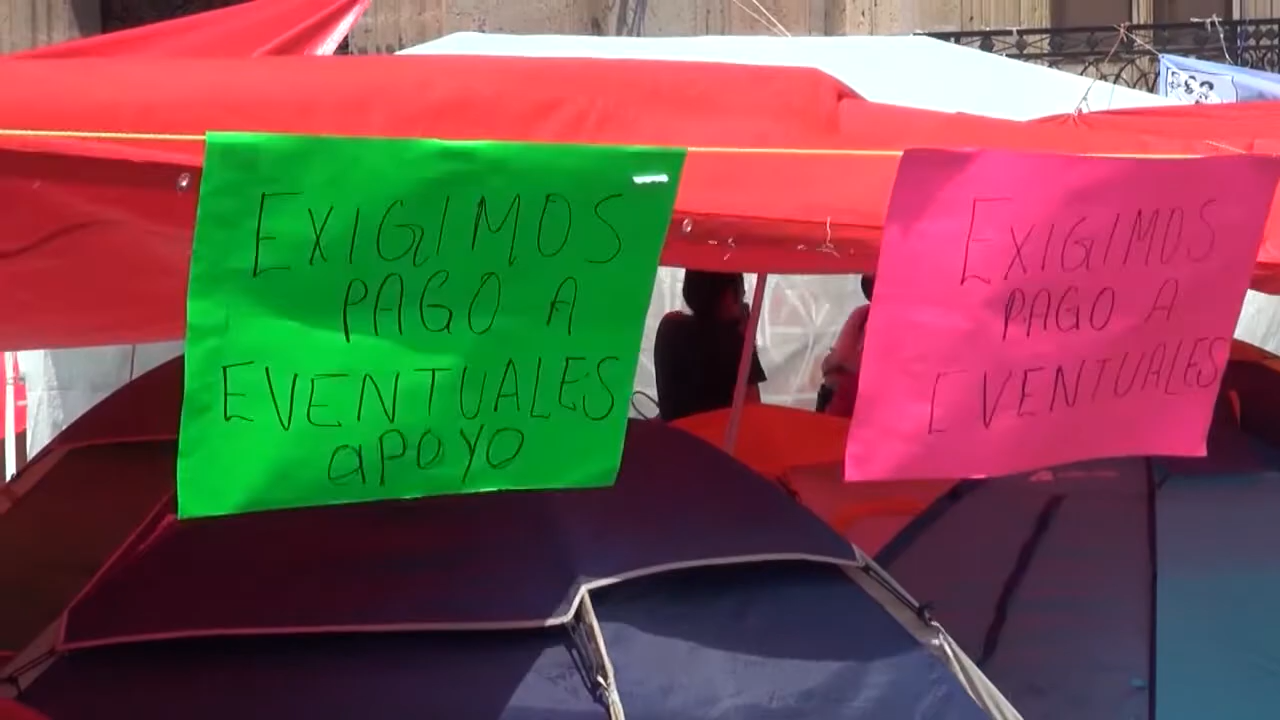 EXIGIMOS
PAGO A
EVENTUALES
aPOYO
EXIGIMOS
PAGO A
EVENTUALES